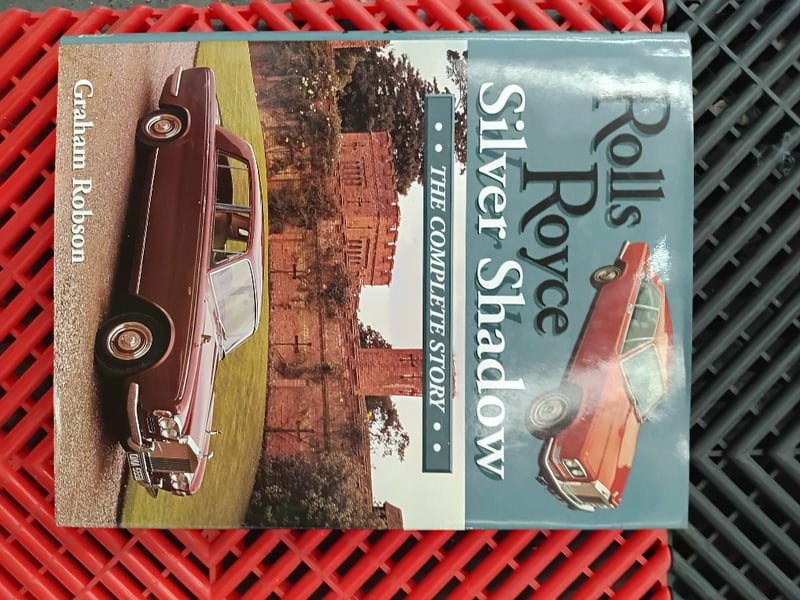 Rolls
Royce
Silver Shadow
• • THE COMPLETE STORY • •
Graham Robson